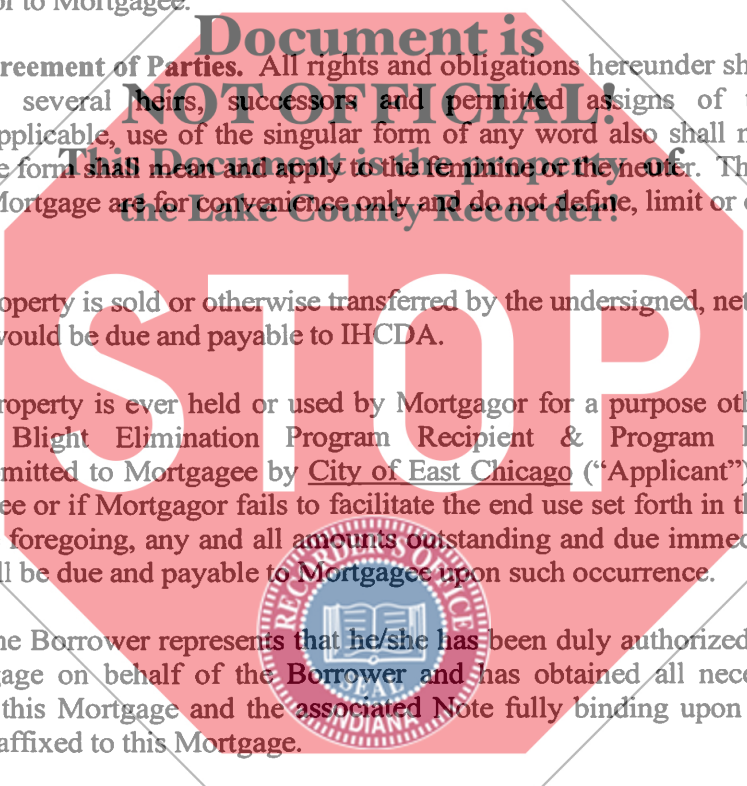 or to Mortgagee.
Document is
reement of Parties. All rights and obligations hereunder sh
NOT OFFICIAL!
several heirs, successors and permitted assigns of t
pplicable, use of the singular form of any word also shall m
This Document is the property of
e form shall mean and apply to the feminine or the neuter. Th
the Lake County Recorder!
Mortgage are for convenience only and do not define, limit or
STOP
operty is sold or otherwise transferred by the undersigned, net
would be due and payable to IHCDA.
roperty is ever held or used by Mortgagor for a purpose oth
Blight Elimination Program Recipient & Program
mitted to Mortgagee by City of East Chicago (“Applicant”)
ee or if Mortgagor fails to facilitate the end use set forth in th
foregoing, any and all amounts outstanding and due immed
ll be due and payable to Mortgagee upon such occurrence.
RECORDER'S OFFICE
SEAL
INDIANA
he Borrower represents that he/she has been duly authorized
gage on behalf of the Borrower and has obtained all nece
this Mortgage and the associated Note fully binding upon
affixed to this Mortgage.